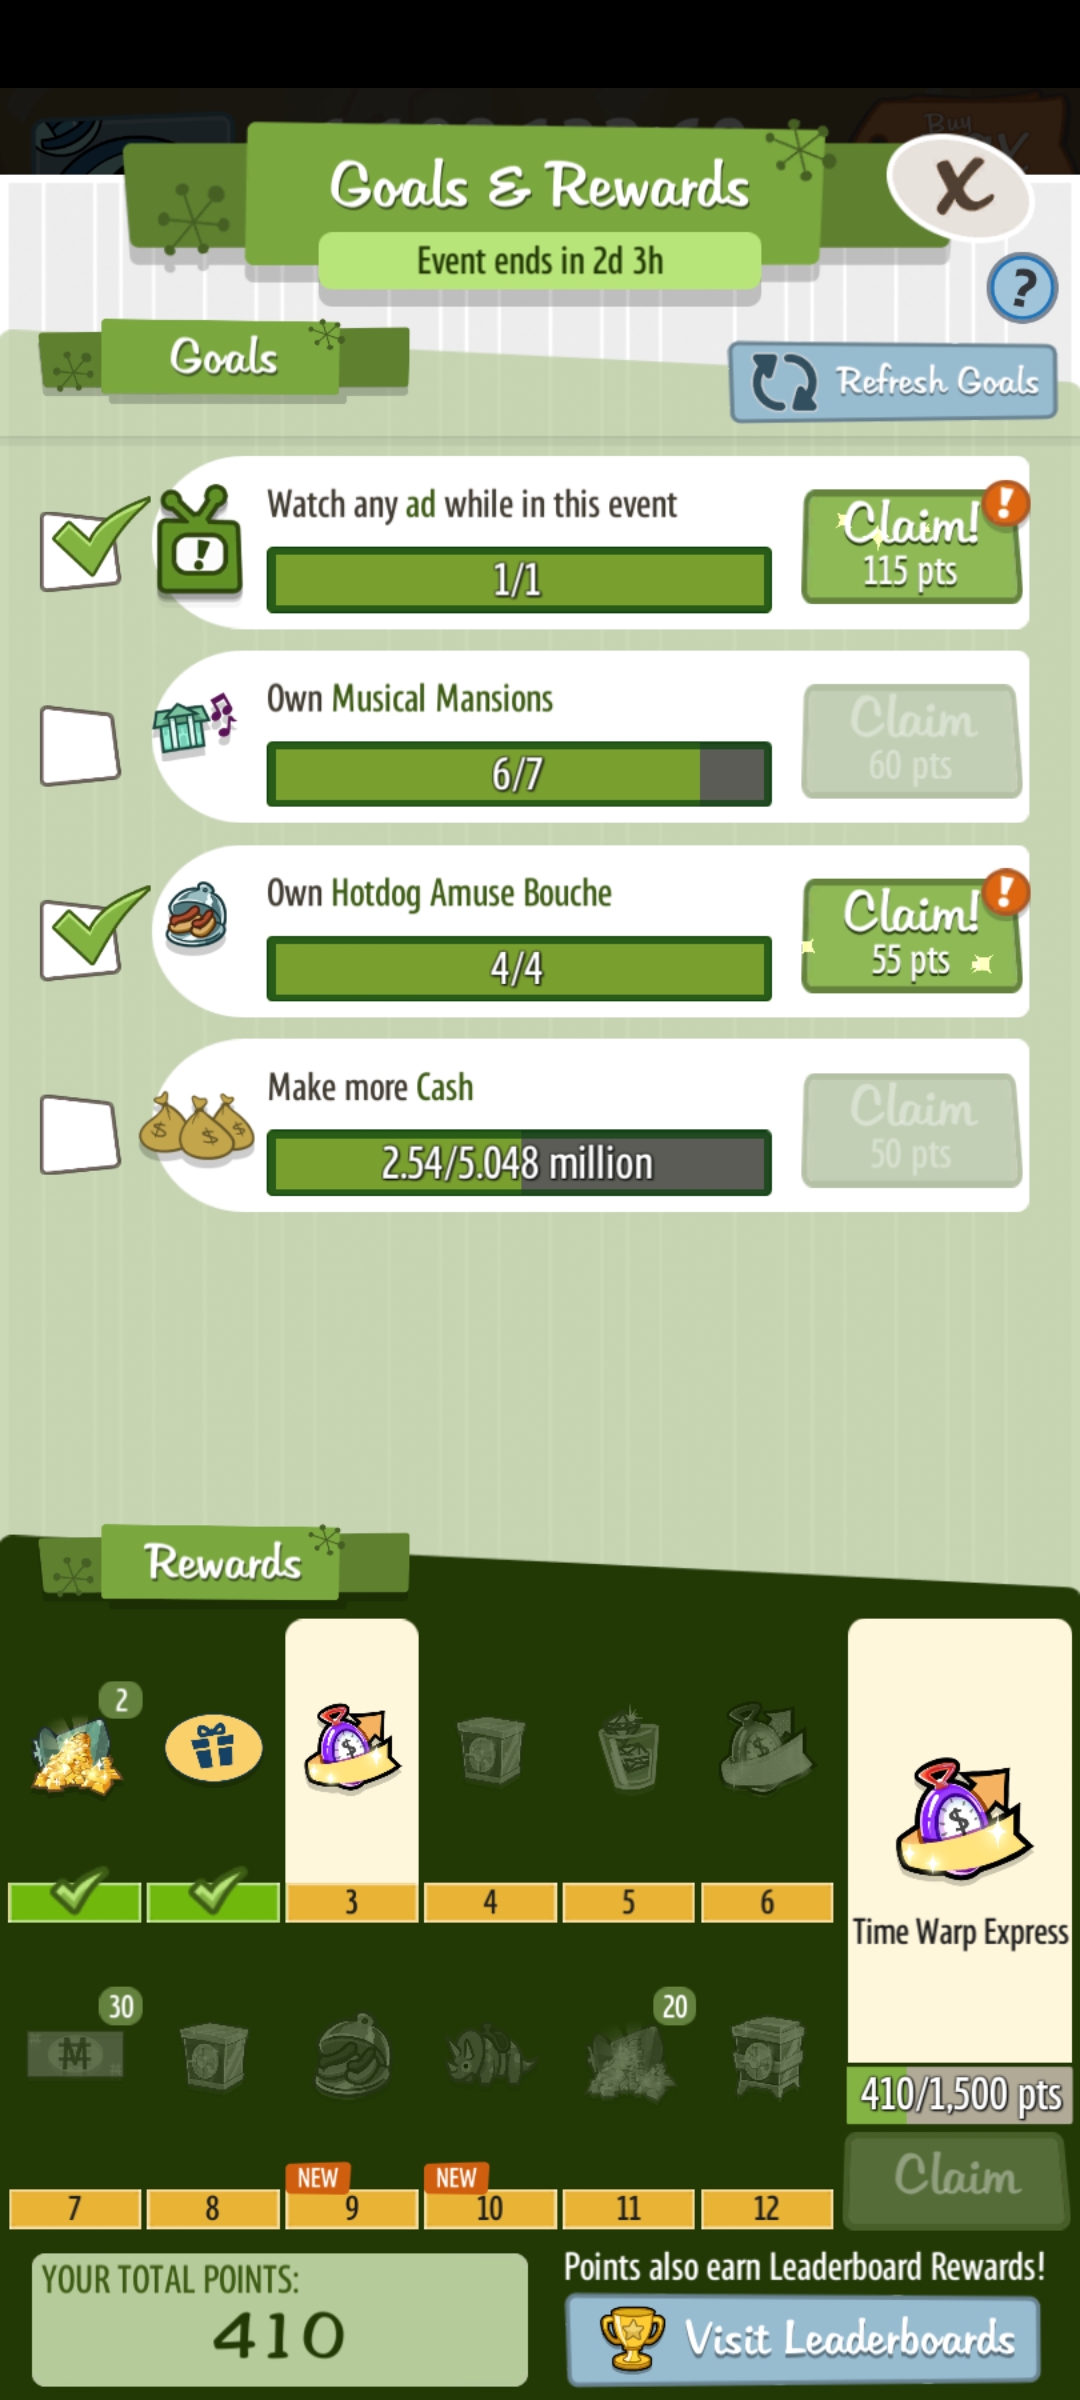 Buy
Goals & Rewards
X
Event ends in 2d 3h
?
Goals
Refresh Goals
Watch any ad while in this event
1/1
Claim!
115 pts
!
Own Musical Mansions
6/7
Claim
60 pts
Own Hotdog Amuse Bouche
4/4
Claim!
55 pts
!
Make more Cash
2.54/5.048 million
Claim
50 pts
Rewards
2
3
4
5
6
Time Warp Express
30
20
410/1,500 pts
NEW
NEW
7
8
9
10
11
12
Claim
YOUR TOTAL POINTS:
410
Points also earn Leaderboard Rewards!
Visit Leaderboards